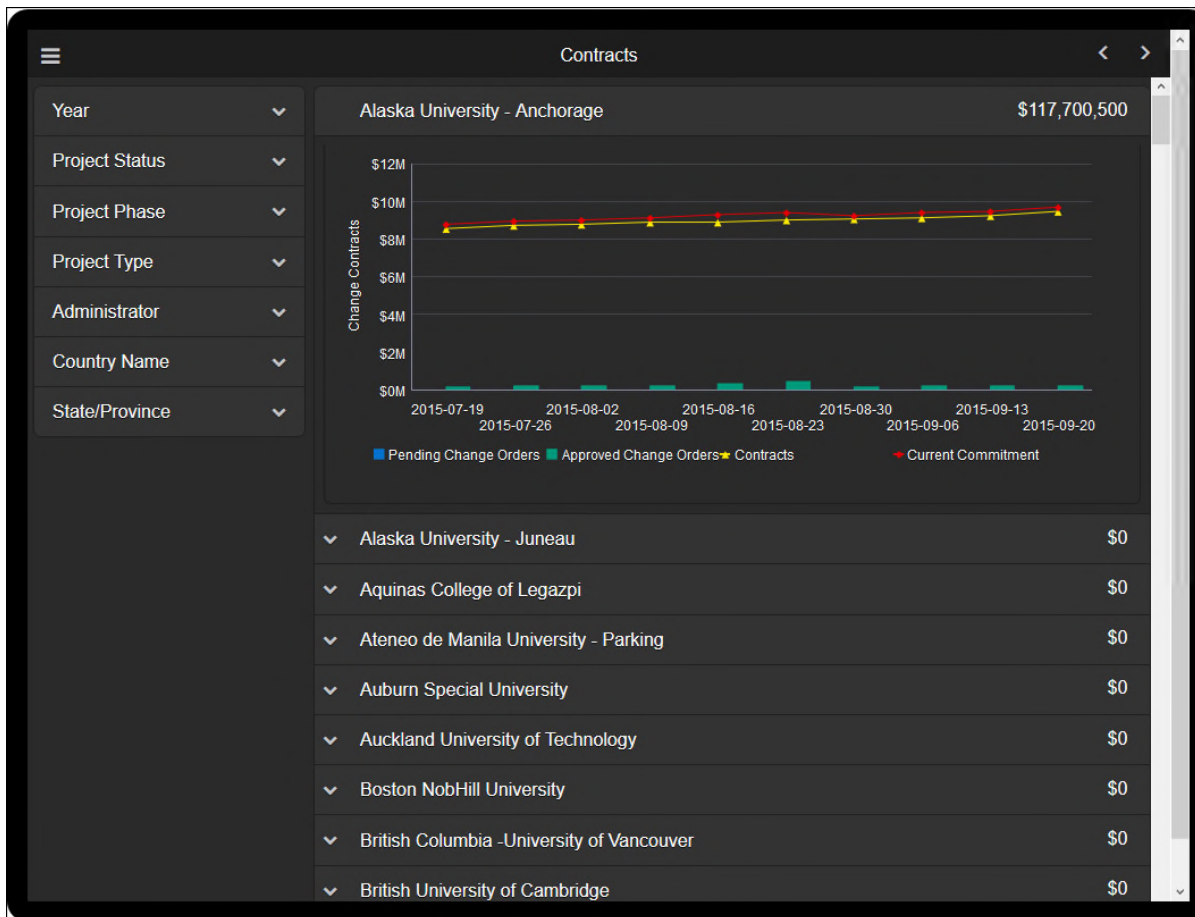 Contracts
Year
Project Status
Project Phase
Project Type
Administrator
Country Name
State/Province
Alaska University - Anchorage $117,700,500
Change Contracts
$12M
$10M
$8M
$6M
$4M
$2M
$0M
2015-07-19 2015-08-02 2015-08-16 2015-08-30 2015-09-13
2015-07-26 2015-08-09 2015-08-23 2015-09-06 2015-09-20
Pending Change Orders Approved Change Orders Contracts Current Commitment
Alaska University - Juneau $0
Aquinas College of Legazpi $0
Ateneo de Manila University - Parking $0
Auburn Special University $0
Auckland University of Technology $0
Boston NobHill University $0
British Columbia -University of Vancouver $0
British University of Cambridge $0